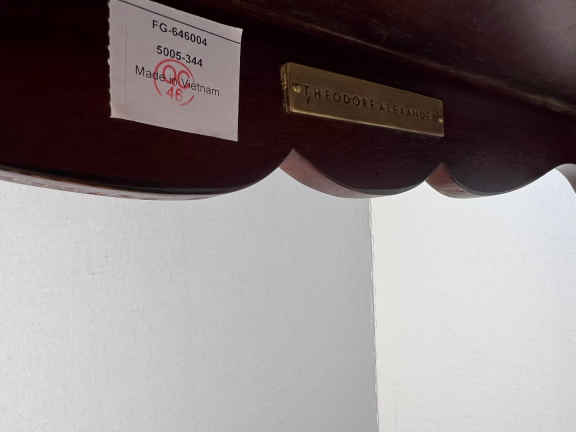 FG-646004
5005-344
Made in Vietnam
QC
46
THEODORE ALEXANDER